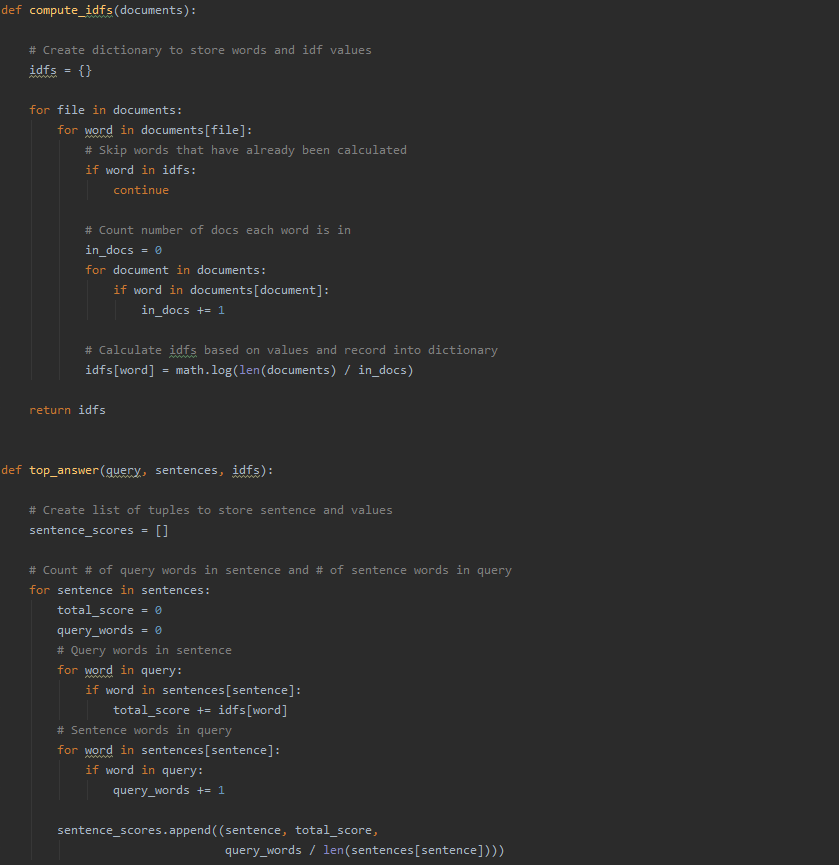 def compute_idfs(documents):
    # Create dictionary to store words and idf values
    idfs = {}
    for file in documents:
        for word in documents[file]:
            # Skip words that have already been calculated
            if word in idfs:
                continue
            # Count number of docs each word is in
            in_docs = 0
            for document in documents:
                if word in documents[document]:
                    in_docs += 1
            # Calculate idfs based on values and record into dictionary
            idfs[word] = math.log(len(documents) / in_docs)
    return idfs
def top_answer(query, sentences, idfs):
    # Create list of tuples to store sentence and values
    sentence_scores = []
    # Count # of query words in sentence and # of sentence words in query
    for sentence in sentences:
        total_score = 0
        query_words = 0
        # Query words in sentence
        for word in query:
            if word in sentences[sentence]:
                total_score += idfs[word]
        # Sentence words in query
        for word in sentences[sentence]:
            if word in query:
                query_words += 1
        sentence_scores.append((sentence, total_score,
                                query_words / len(sentences[sentence])))